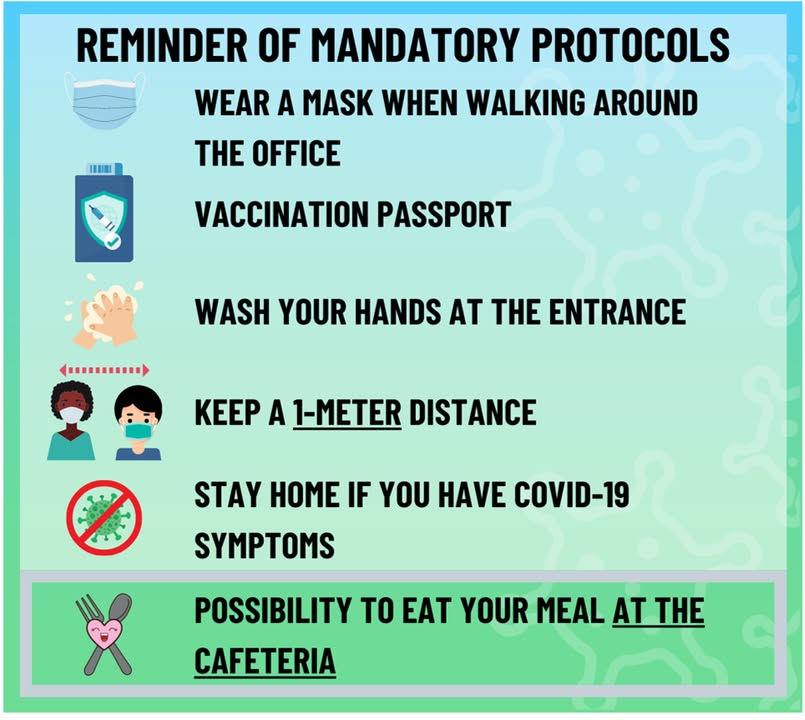 REMINDER OF MANDATORY PROTOCOLS
WEAR A MASK WHEN WALKING AROUND
THE OFFICE
VACCINATION PASSPORT
WASH YOUR HANDS AT THE ENTRANCE
KEEP A 1-METER DISTANCE
STAY HOME IF YOU HAVE COVID-19
SYMPTOMS
POSSIBILITY TO EAT YOUR MEAL AT THE
CAFETERIA